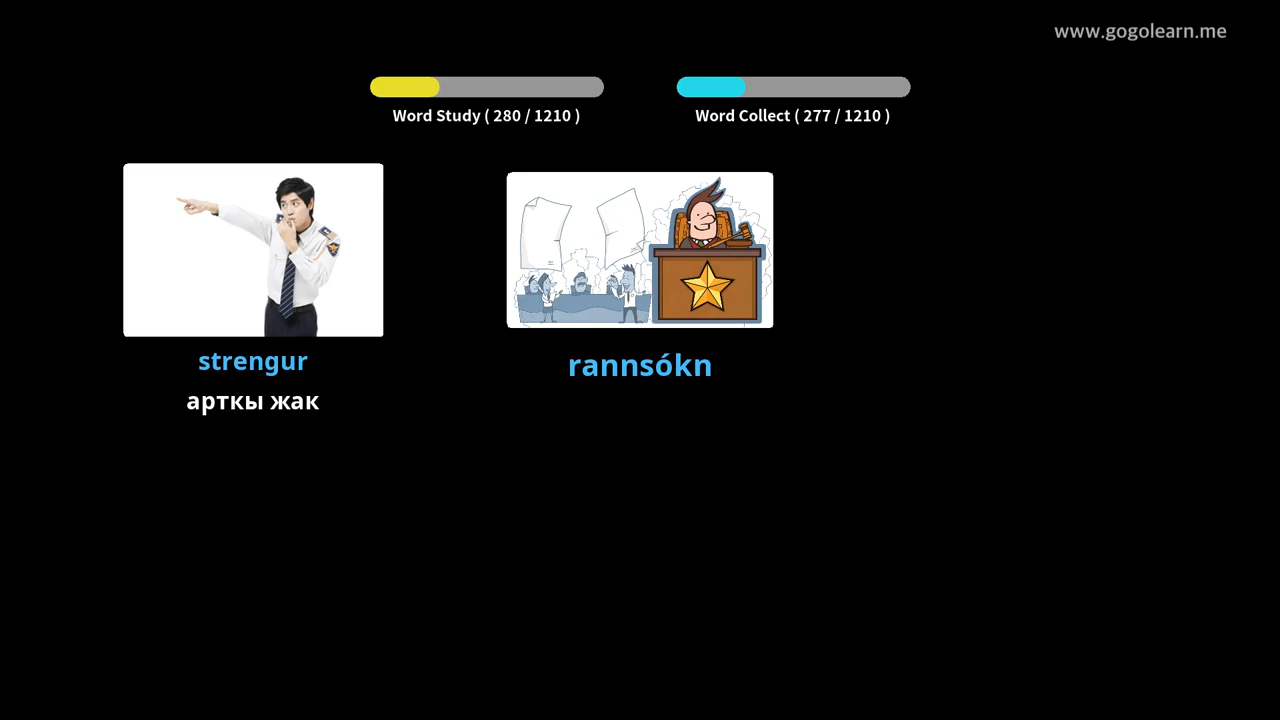 www.gogolearn.me
Word Study ( 280 / 1210 )
Word Collect ( 277 / 1210 )
strengur
арткы жак
rannsókn